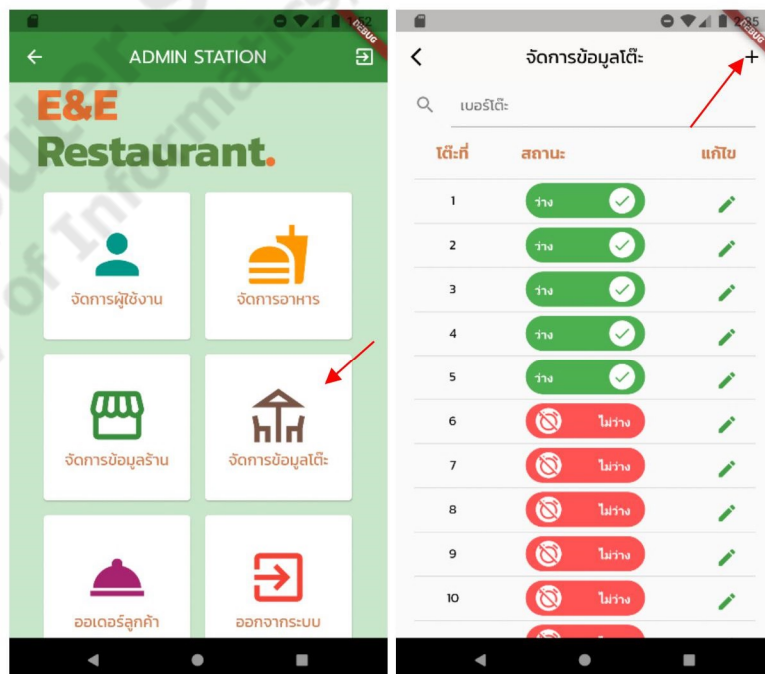 ADMIN STATION
DEBUG
E&E
Restaurant.
จัดการผู้ใช้งาน
จัดการอาหาร
จัดการข้อมูลร้าน
จัดการข้อมูลโต๊ะ
ออเดอร์ลูกค้า
ออกจากระบบ
DEBUG
จัดการข้อมูลโต๊ะ
เบอร์โต๊ะ
โต๊ะที่ สถานะ แก้ไข
1 ว่าง
2 ว่าง
3 ว่าง
4 ว่าง
5 ว่าง
6 ไม่ว่าง
7 ไม่ว่าง
8 ไม่ว่าง
9 ไม่ว่าง
10 ไม่ว่าง